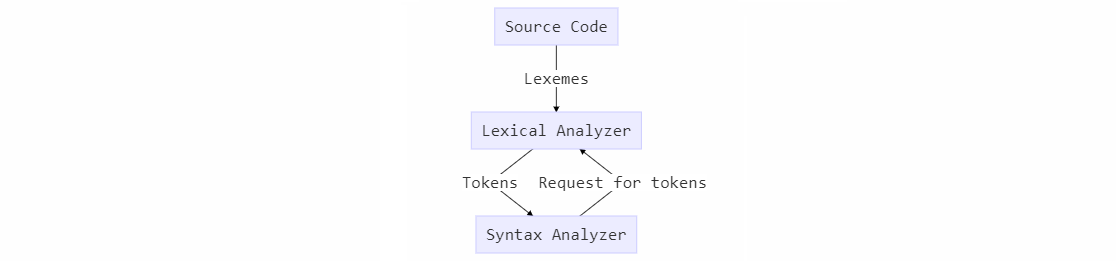 Source Code
Lexemes
Lexical Analyzer
Tokens
Request for tokens
Syntax Analyzer